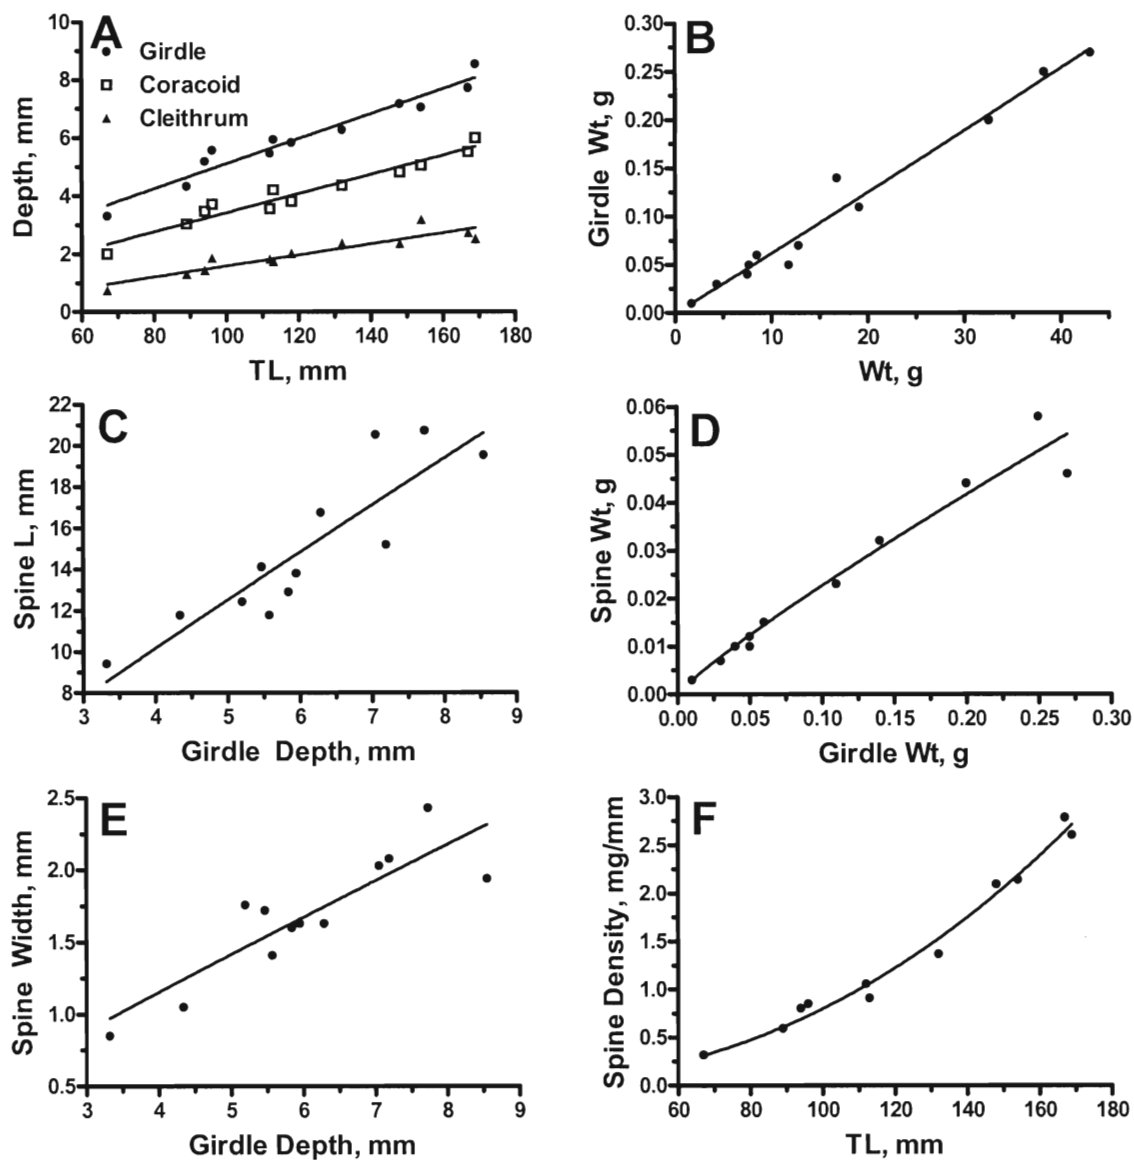 A
Girdle
Coracoid
Cleithrum
Depth, mm
10
8
6
4
2
0
60 80 100 120 140 160 180
TL, mm
B
Girdle Wt, g
0.30
0.25
0.20
0.15
0.10
0.05
0.00
0 10 20 30 40
Wt, g
C
Spine L, mm
22
20
18
16
14
12
10
8
3 4 5 6 7 8 9
Girdle Depth, mm
D
Spine Wt, g
0.06
0.05
0.04
0.03
0.02
0.01
0.00
0.00 0.05 0.10 0.15 0.20 0.25 0.30
Girdle Wt, g
E
Spine Width, mm
2.5
2.0
1.5
1.0
0.5
3 4 5 6 7 8 9
Girdle Depth, mm
F
Spine Density, mg/mm
3.0
2.5
2.0
1.5
1.0
0.5
0.0
60 80 100 120 140 160 180
TL, mm